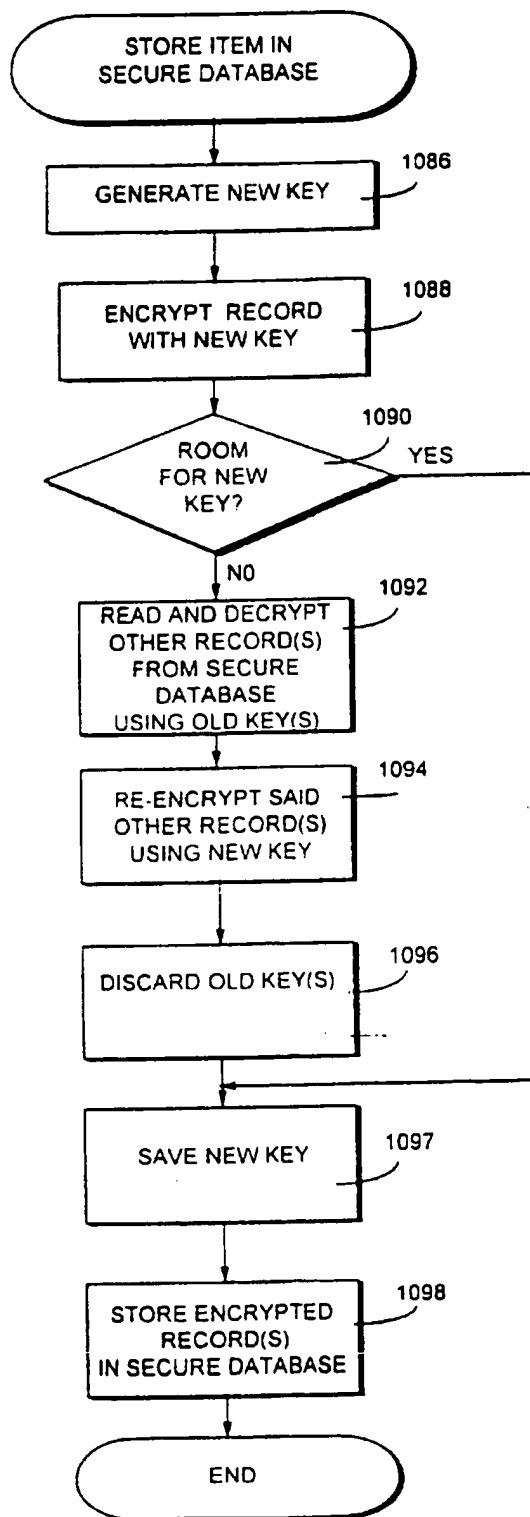 STORE ITEM IN
SECURE DATABASE
1086
GENERATE NEW KEY
1088
ENCRYPT RECORD
WITH NEW KEY
1090
ROOM
FOR NEW
KEY?
YES
NO
1092
READ AND DECRYPT
OTHER RECORD(S)
FROM SECURE
DATABASE
USING OLD KEY(S)
1094
RE-ENCRYPT SAID
OTHER RECORD(S)
USING NEW KEY
1096
DISCARD OLD KEY(S)
SAVE NEW KEY
1097
1098
STORE ENCRYPTED
RECORD(S)
IN SECURE DATABASE
END